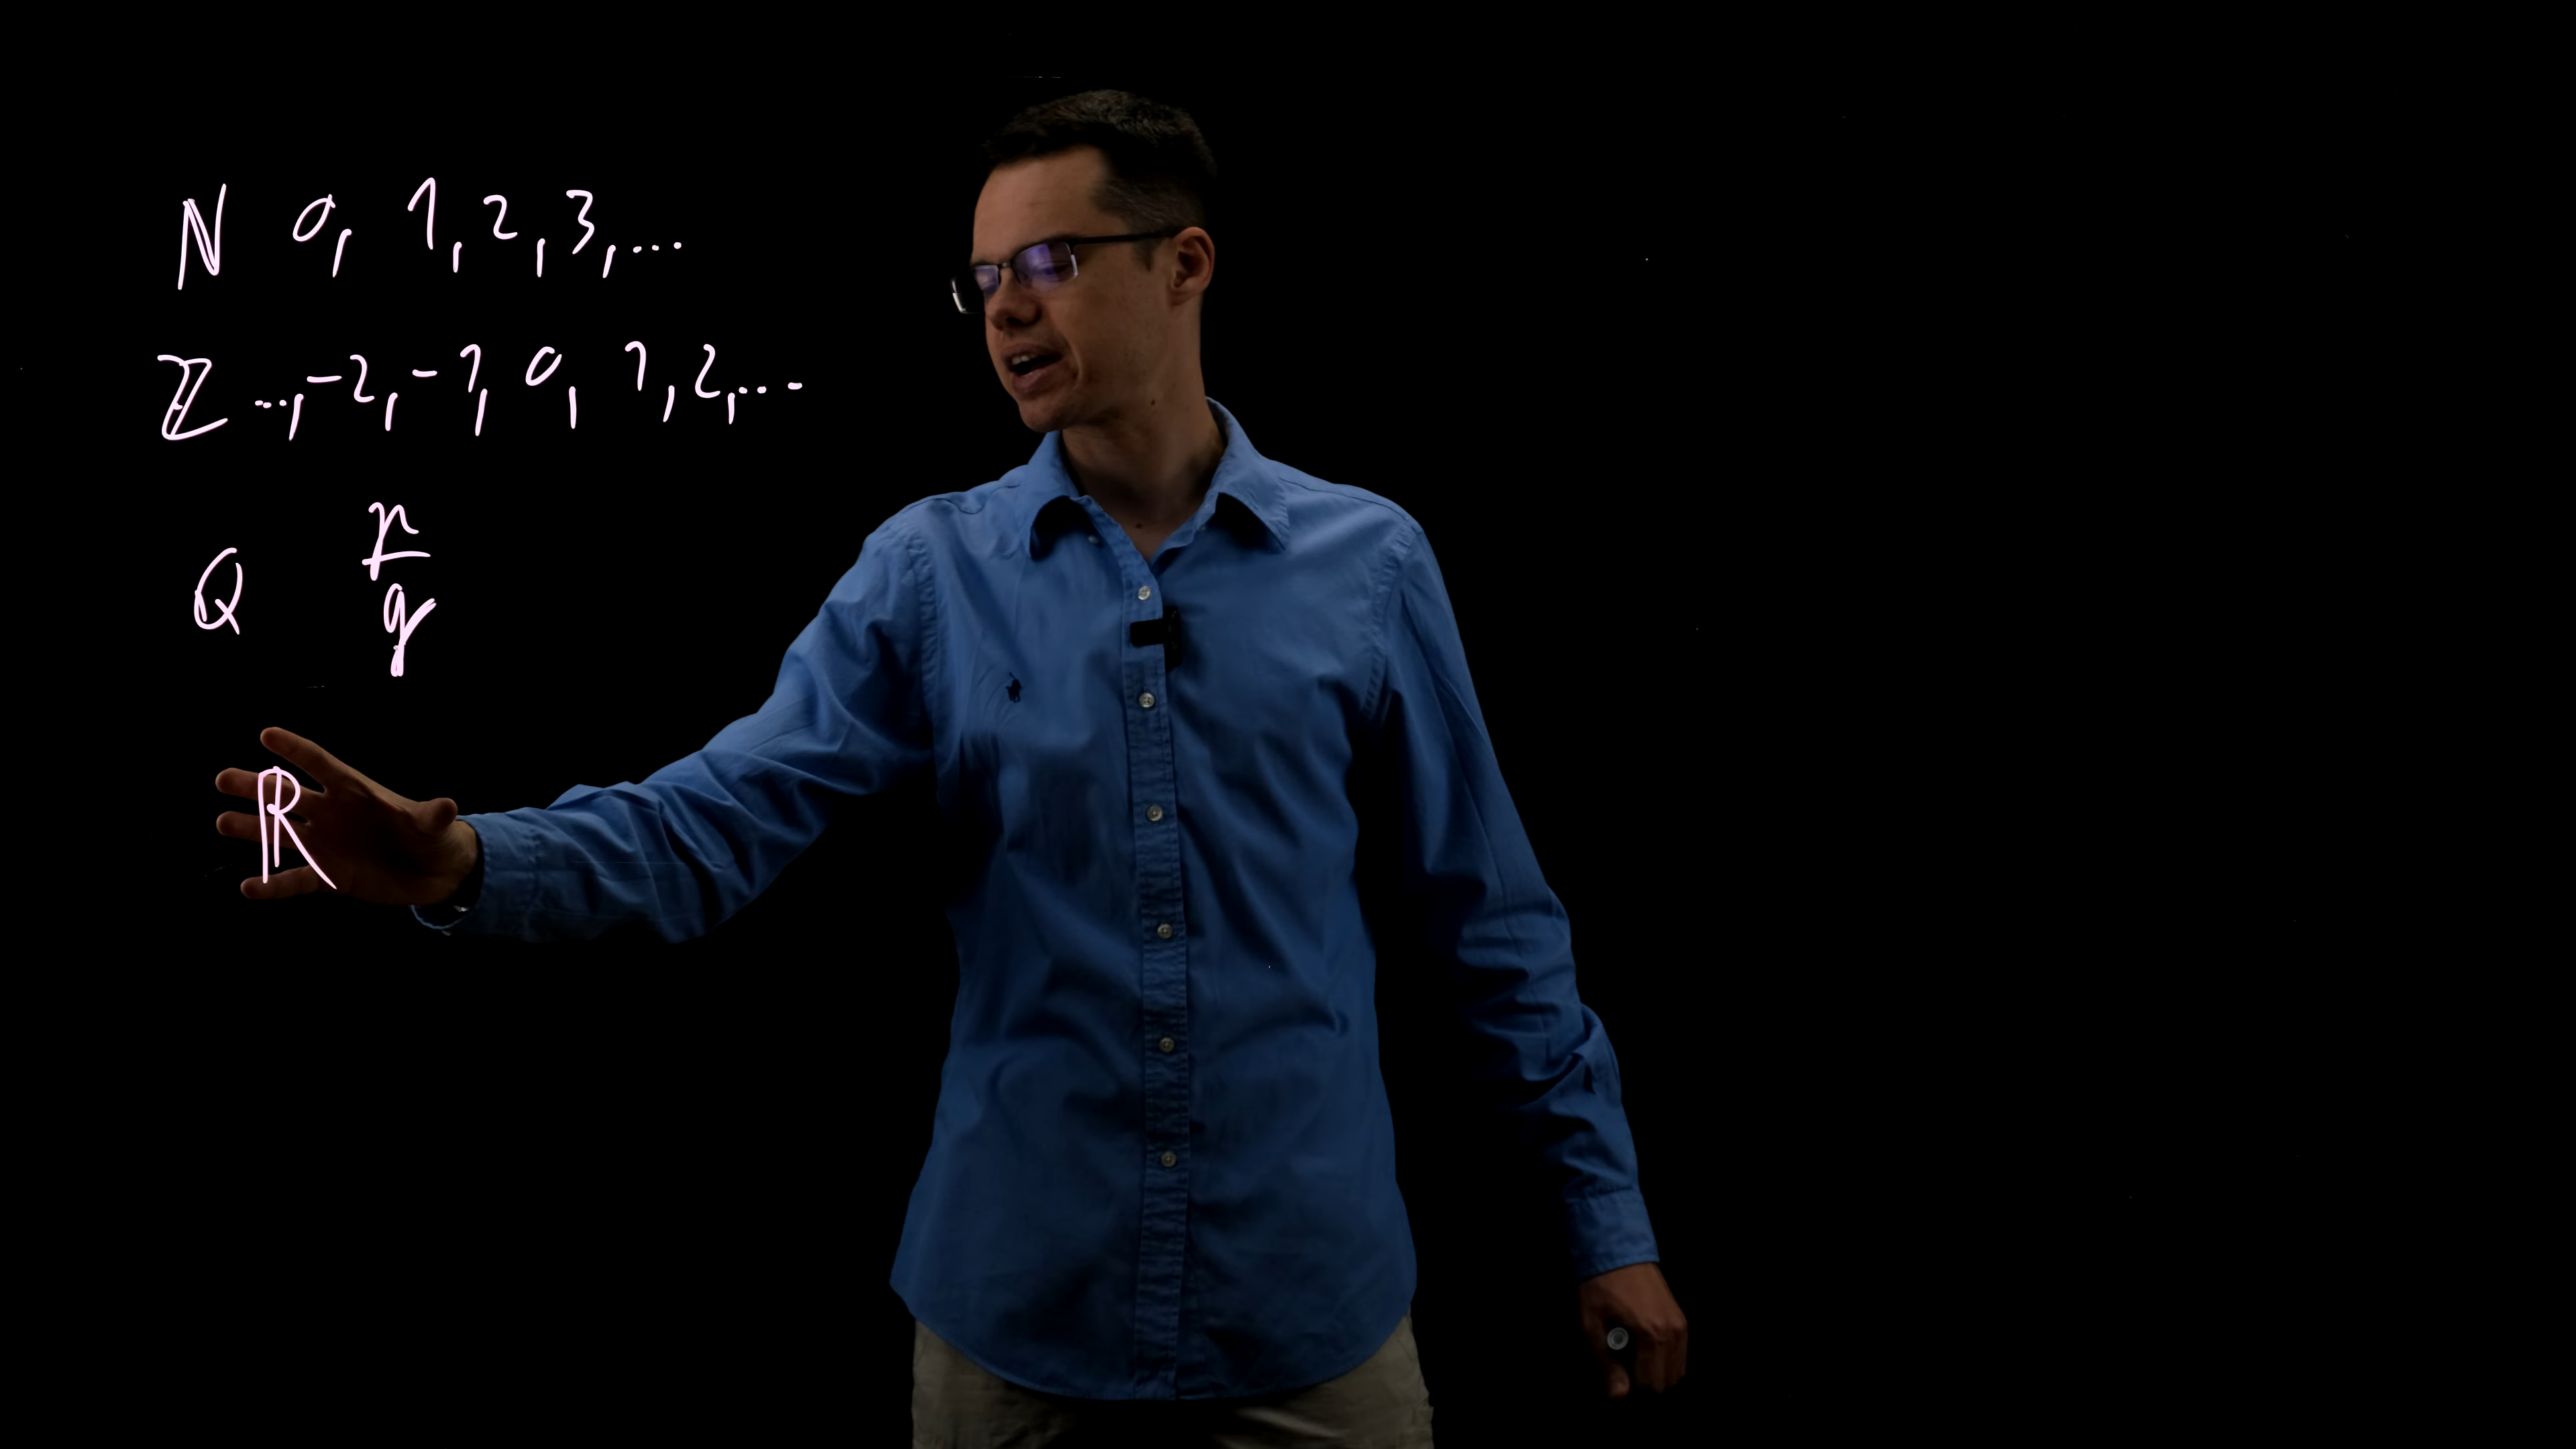 ℕ 0, 1, 2, 3, ...
ℤ ..., -2, -1, 0, 1, 2, ...
Q p/q
ℝ